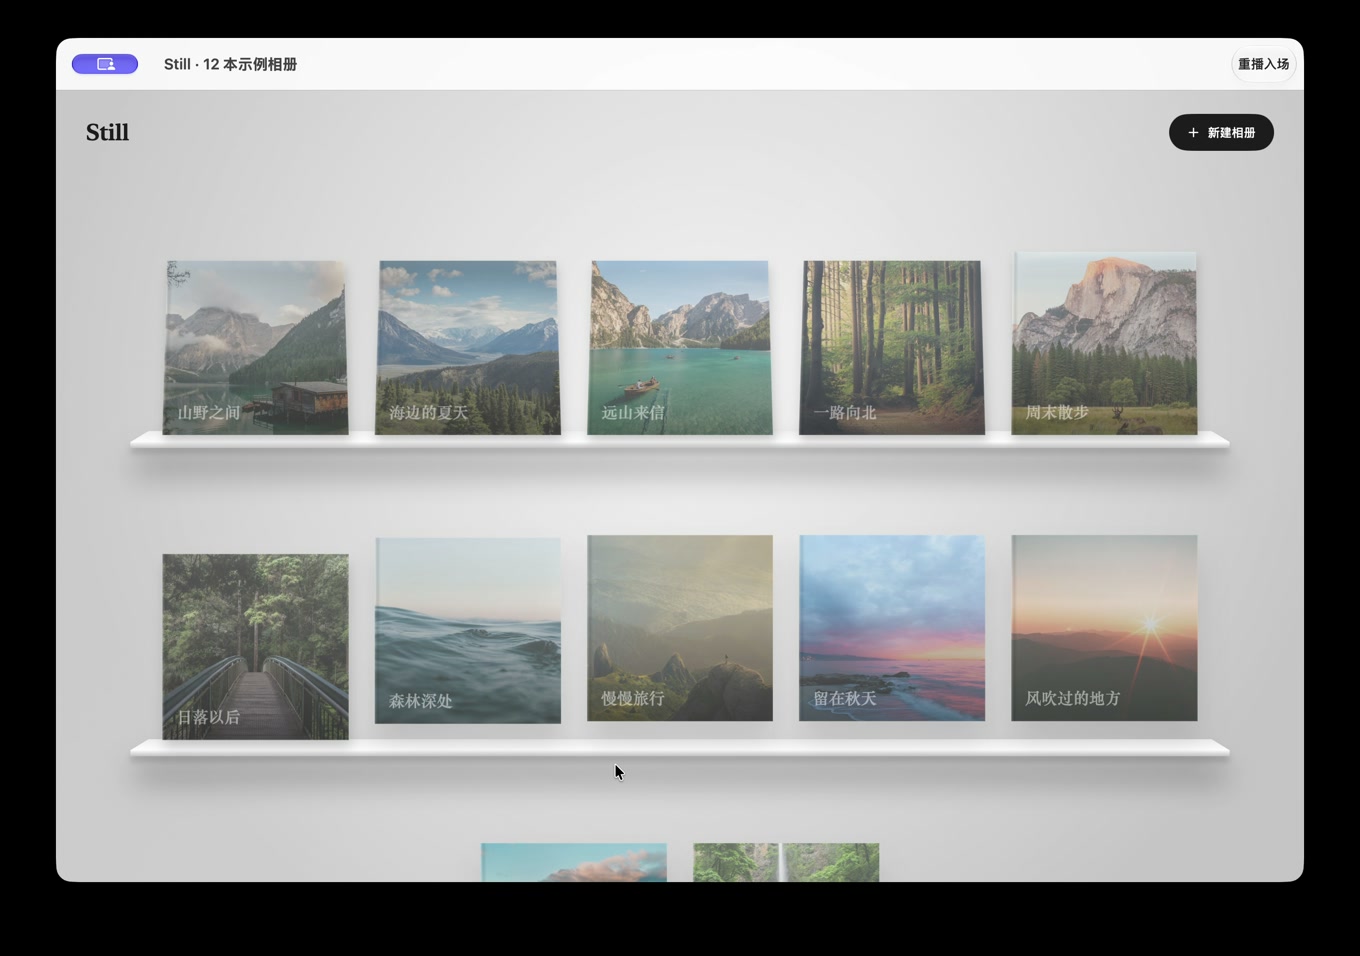 Still · 12 本示例相册
重播入场
Still
+ 新建相册
山野之间
海边的夏天
远山来信
一路向北
周末散步
日落以后
森林深处
慢慢旅行
留在秋天
风吹过的地方